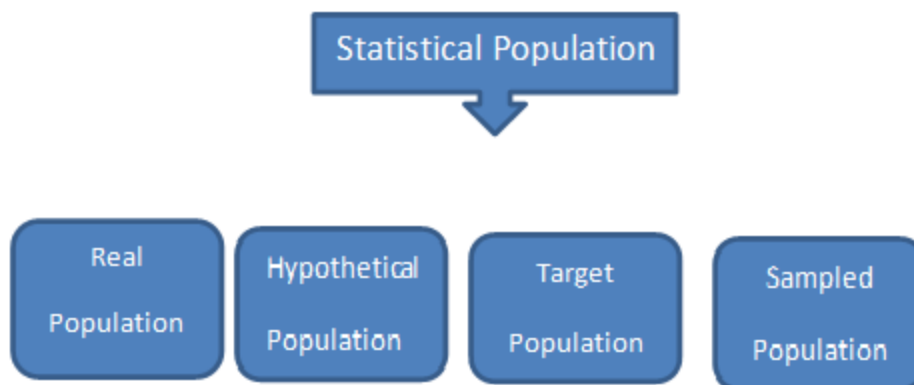 Statistical Population
Real
Population
Hypothetical
Population
Target
Population
Sampled
Population